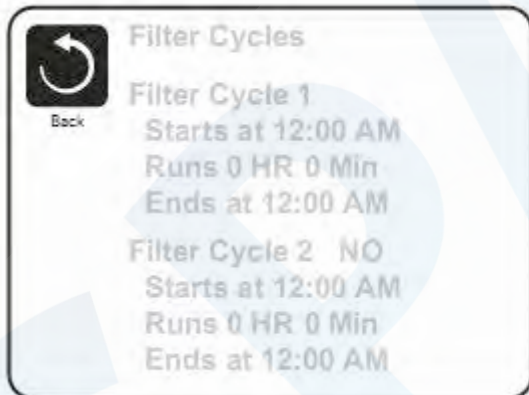 Filter Cycles
Back
Filter Cycle 1
Starts at 12:00 AM
Runs 0 HR 0 Min
Ends at 12:00 AM
Filter Cycle 2 NO
Starts at 12:00 AM
Runs 0 HR 0 Min
Ends at 12:00 AM